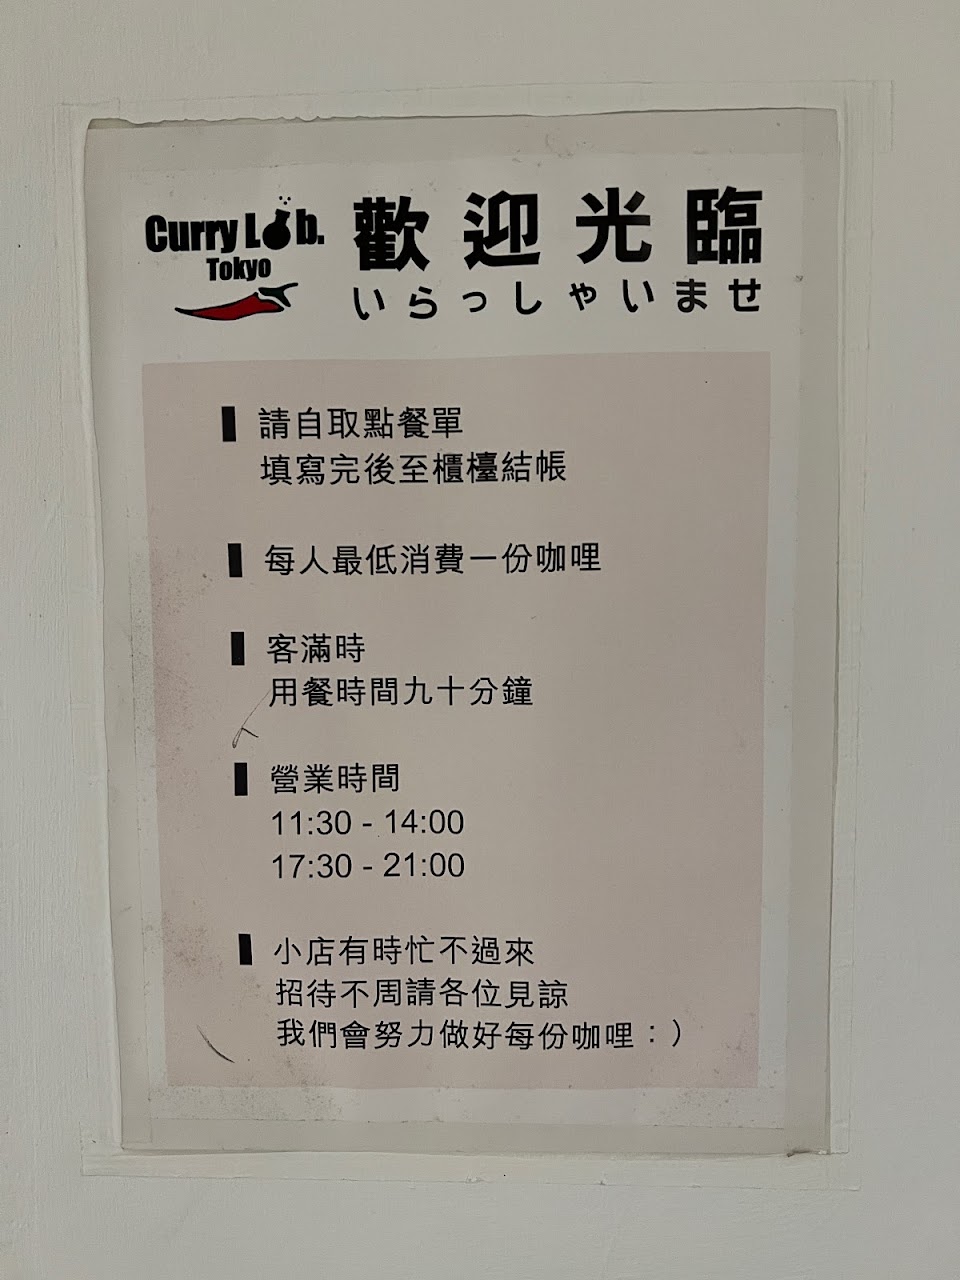 Curry Lab.
Tokyo
歡迎光臨
いらっしゃいませ
請自取點餐單
填寫完後至櫃檯結帳
每人最低消費一份咖哩
客滿時
用餐時間九十分鐘
營業時間
11:30 - 14:00
17:30 - 21:00
小店有時忙不過來
招待不周請各位見諒
我們會努力做好每份咖哩：）